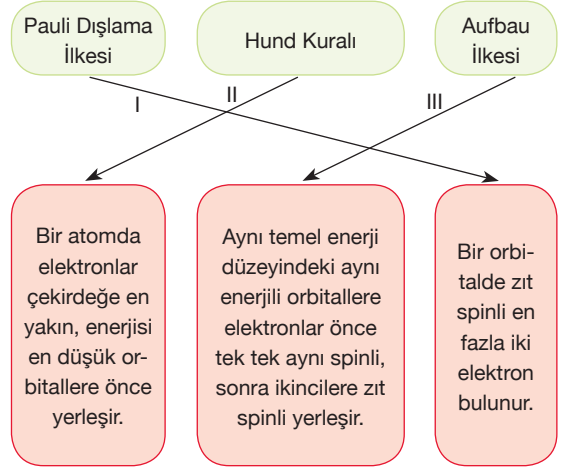 Pauli Dışlama
İlkesi
Hund Kuralı
Aufbau
İlkesi
I
II
III
Bir atomda
elektronlar
çekirdeğe en
yakın, enerjisi
en düşük or-
bitallere önce
yerleşir.
Aynı temel enerji
düzeyindeki aynı
enerjili orbitallere
elektronlar önce
tek tek aynı spinli,
sonra ikincilere zıt
spinli yerleşir.
Bir orbi-
talde zıt
spinli en
fazla iki
elektron
bulunur.